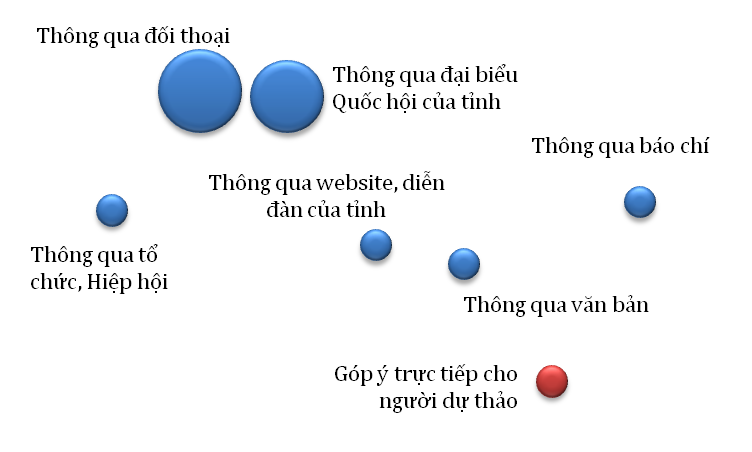 Thông qua đối thoại
Thông qua đại biểu
Quốc hội của tỉnh
Thông qua báo chí
Thông qua website, diễn
đàn của tỉnh
Thông qua tổ
chức, Hiệp hội
Thông qua văn bản
Góp ý trực tiếp cho
người dự thảo